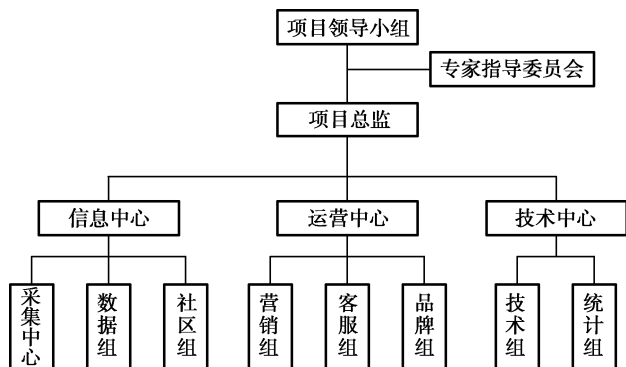 项目领导小组
专家指导委员会
项目总监
信息中心
运营中心
技术中心
采集中心
数据组
社区组
营销组
客服组
品牌组
技术组
统计组